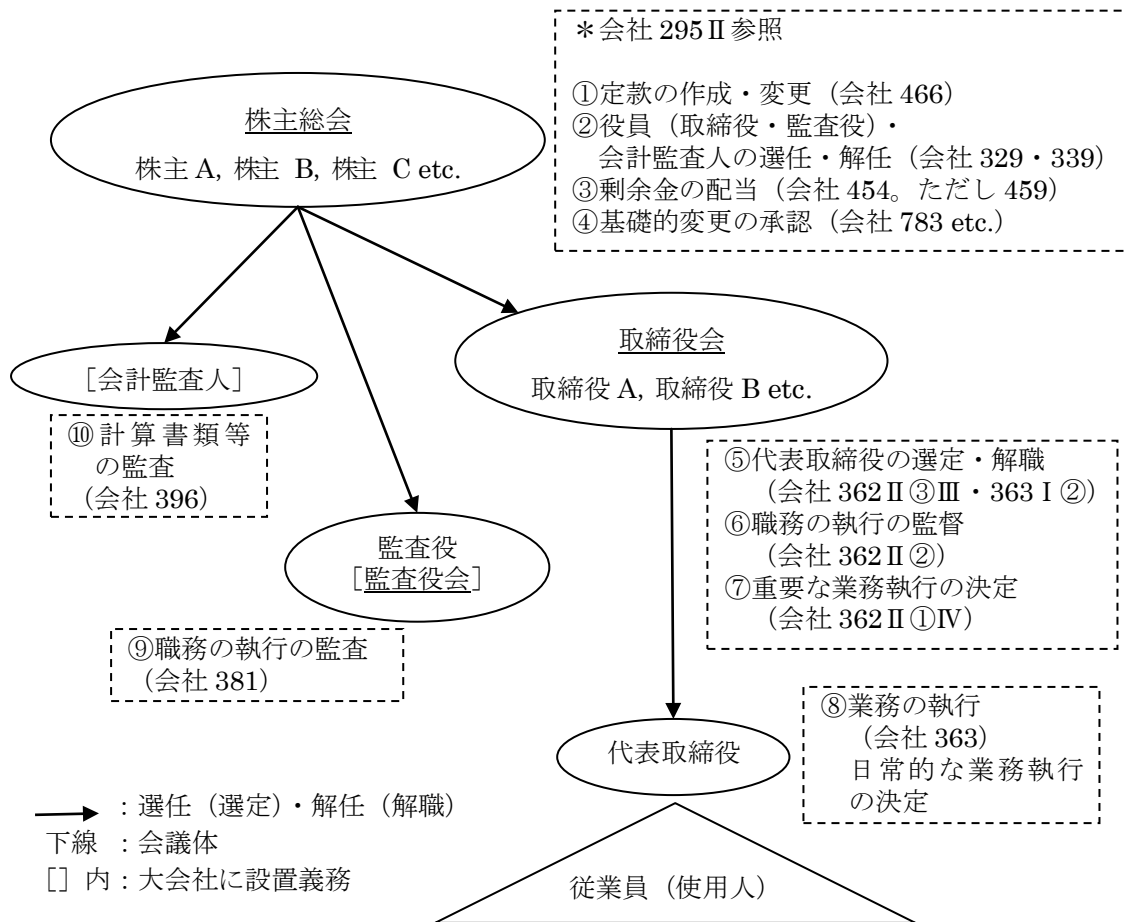 ＊会社 295Ⅱ参照
①定款の作成・変更（会社 466）
②役員（取締役・監査役）・
会計監査人の選任・解任（会社 329・339）
③剰余金の配当（会社 454。ただし 459）
④基礎的変更の承認（会社 783 etc.）
株主総会
株主 A, 株主 B, 株主 C etc.
取締役会
取締役 A, 取締役 B etc.
［会計監査人］
⑩計算書類等
の監査
（会社 396）
⑤代表取締役の選定・解職
（会社 362Ⅱ③Ⅲ・363Ⅰ②）
⑥職務の執行の監督
（会社 362Ⅱ②）
⑦重要な業務執行の決定
（会社 362Ⅱ①Ⅳ）
監査役
［監査役会］
⑨職務の執行の監査
（会社 381）
⑧業務の執行
（会社 363）
日常的な業務執行
の決定
代表取締役
：選任（選定）・解任（解職）
下線 ：会議体
［］内：大会社に設置義務
従業員（使用人）